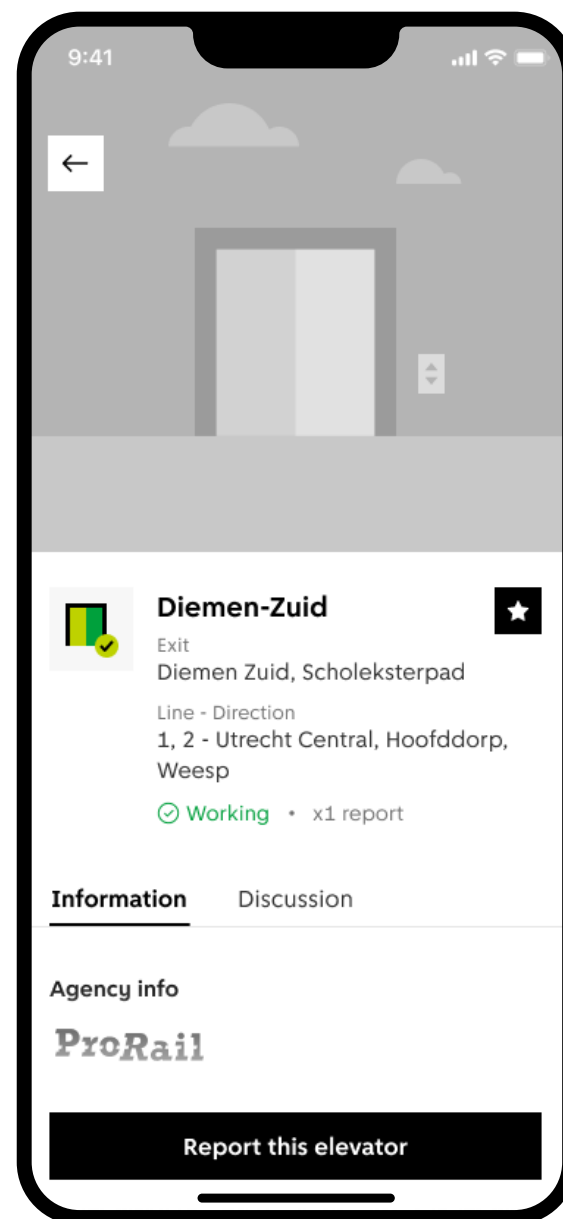 9:41
Diemen-Zuid
Exit
Diemen Zuid, Scholeksterpad
Line - Direction
1, 2 - Utrecht Central, Hoofddorp,
Weesp
Working • x1 report
Information Discussion
Agency info
ProRail
Report this elevator